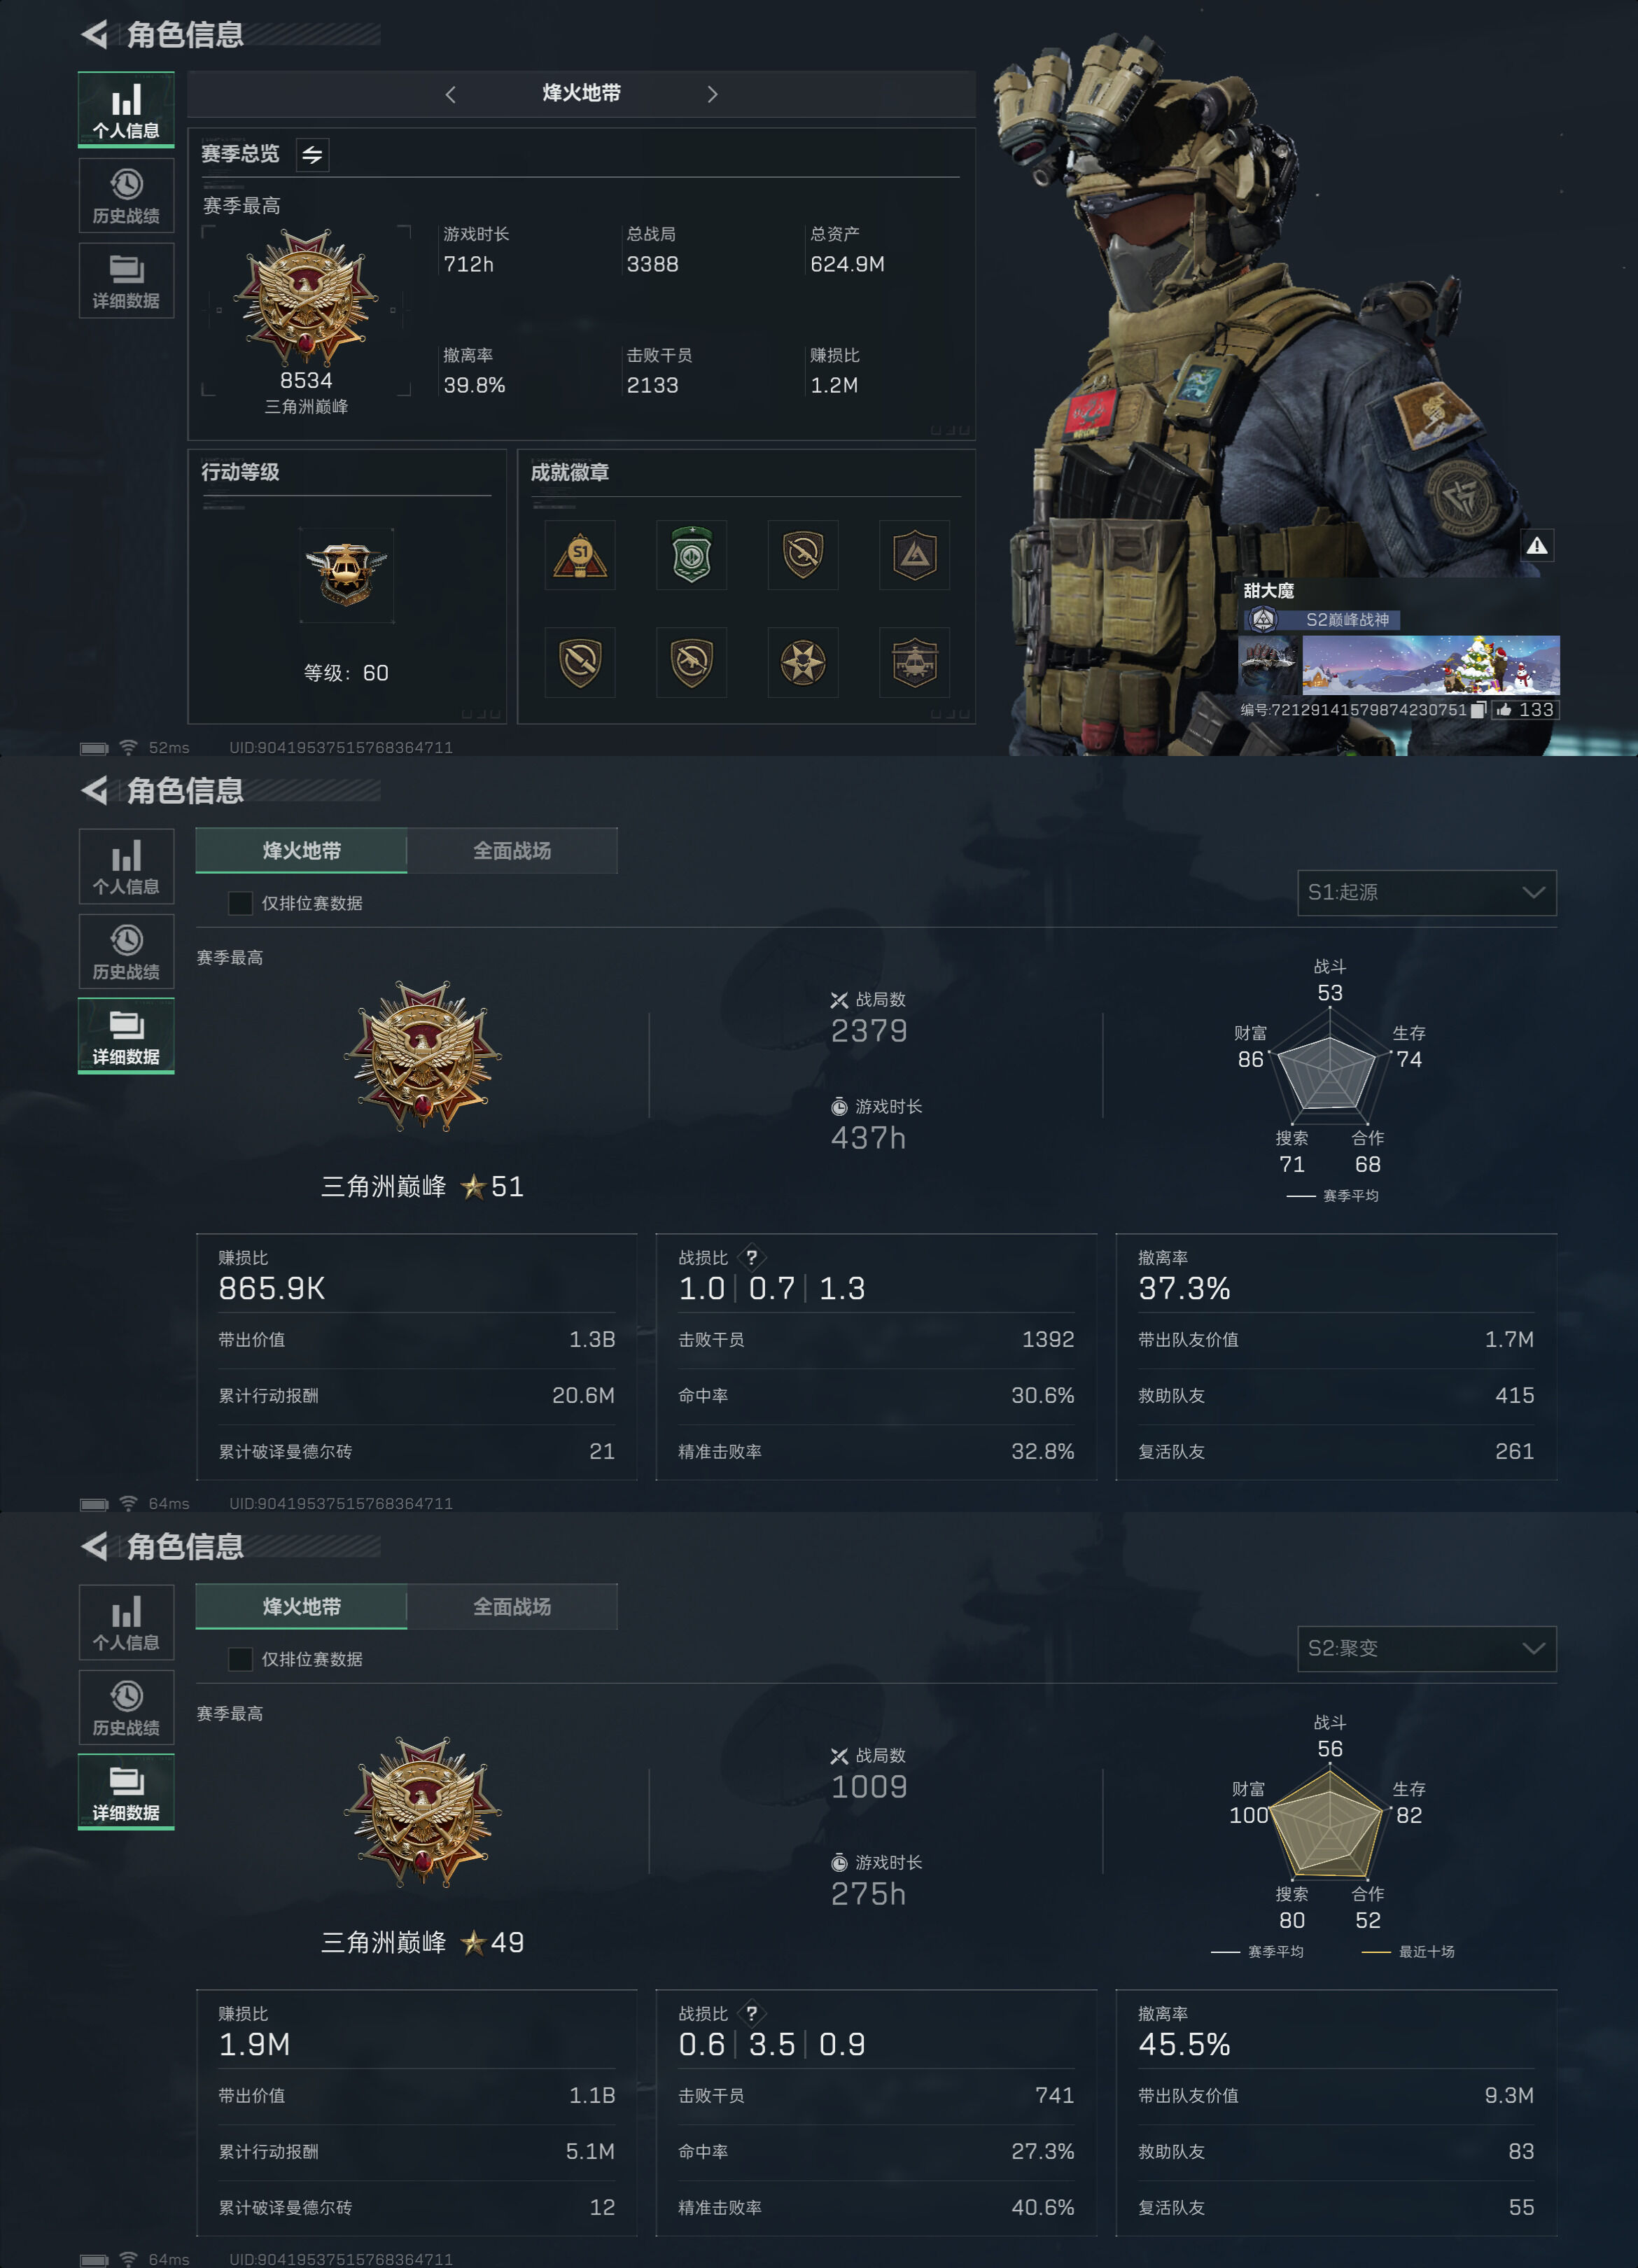 角色信息
个人信息
历史战绩
详细数据
烽火地带
赛季总览
赛季最高
8534
三角洲巅峰
游戏时长
712h
总战局
3388
总资产
624.9M
撤离率
39.8%
击败干员
2133
赚损比
1.2M
行动等级
等级：60
成就徽章
S1
甜大魔
S2巅峰战神
编号:72129141579874230751
133
52ms UID:90419537515768364711
角色信息
个人信息
历史战绩
详细数据
烽火地带 全面战场
仅排位赛数据
S1:起源
赛季最高
三角洲巅峰 51
战局数
2379
游戏时长
437h
战斗
53
财富
86
生存
74
搜索
71
合作
68
赛季平均
赚损比
865.9K
带出价值 1.3B
累计行动报酬 20.6M
累计破译曼德尔砖 21
战损比 ?
1.0 | 0.7 | 1.3
击败干员 1392
命中率 30.6%
精准击败率 32.8%
撤离率
37.3%
带出队友价值 1.7M
救助队友 415
复活队友 261
64ms UID:90419537515768364711
角色信息
个人信息
历史战绩
详细数据
烽火地带 全面战场
仅排位赛数据
S2:聚变
赛季最高
三角洲巅峰 49
战局数
1009
游戏时长
275h
战斗
56
财富
100
生存
82
搜索
80
合作
52
赛季平均 最近十场
赚损比
1.9M
带出价值 1.1B
累计行动报酬 5.1M
累计破译曼德尔砖 12
战损比 ?
0.6 | 3.5 | 0.9
击败干员 741
命中率 27.3%
精准击败率 40.6%
撤离率
45.5%
带出队友价值 9.3M
救助队友 83
复活队友 55
64ms UID:90419537515768364711